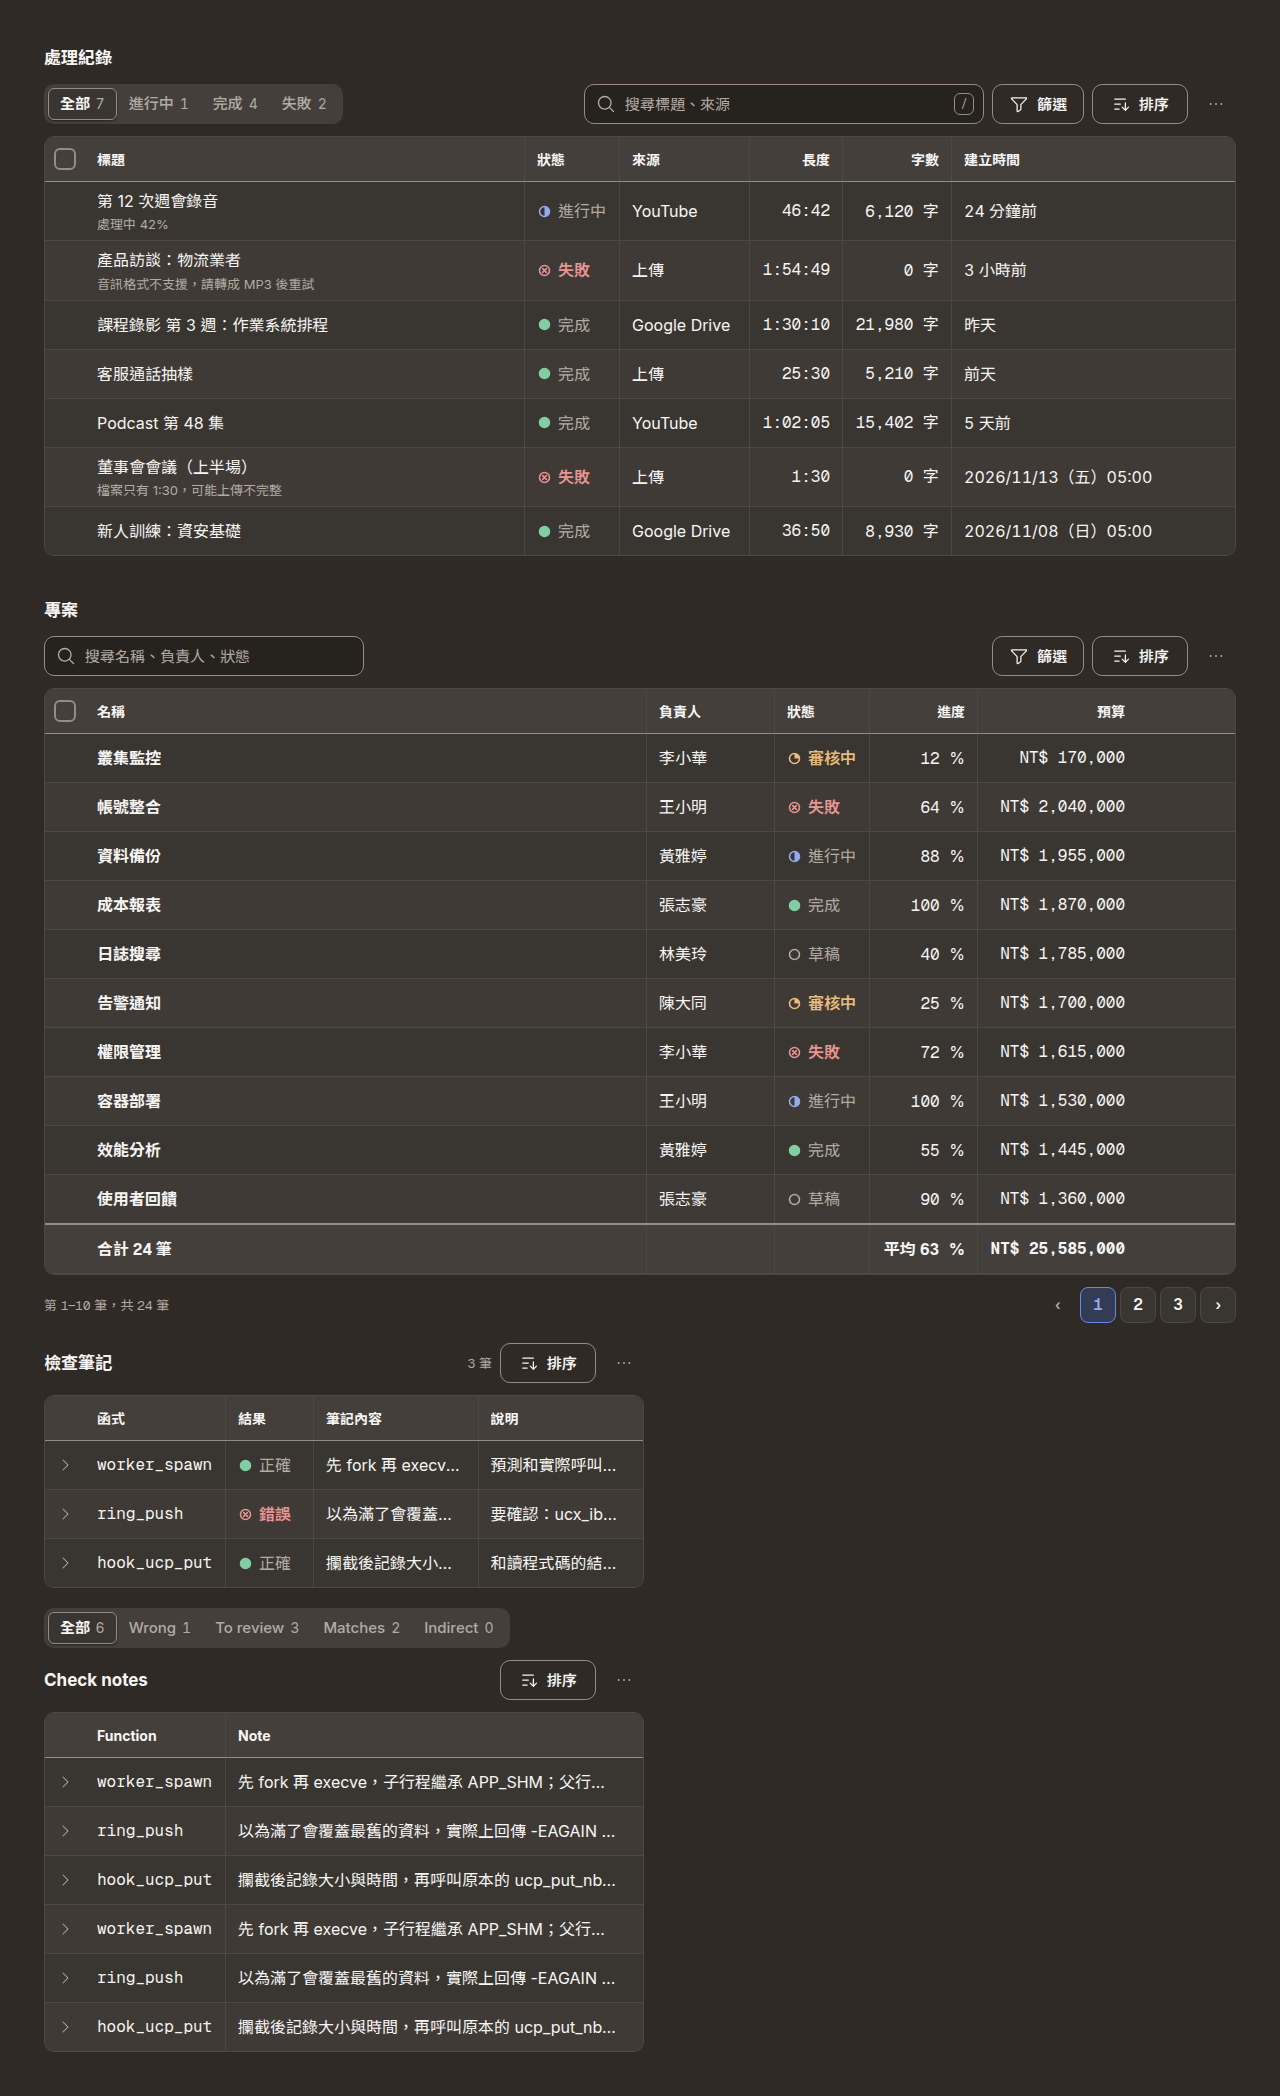 處理紀錄
全部 7 進行中 1 完成 4 失敗 2 搜尋標題、來源 / 篩選 排序 ...
標題 狀態 來源 長度 字數 建立時間
第 12 次週會錄音 進行中 YouTube 46:42 6,120 字 24 分鐘前
處理中 42%
產品訪談：物流業者 失敗 上傳 1:54:49 0 字 3 小時前
音訊格式不支援，請轉成 MP3 後重試
課程錄影 第 3 週：作業系統排程 完成 Google Drive 1:30:10 21,980 字 昨天
客服通話抽樣 完成 上傳 25:30 5,210 字 前天
Podcast 第 48 集 完成 YouTube 1:02:05 15,402 字 5 天前
董事會會議（上半場） 失敗 上傳 1:30 0 字 2026/11/13（五）05:00
檔案只有 1:30，可能上傳不完整
新人訓練：資安基礎 完成 Google Drive 36:50 8,930 字 2026/11/08（日）05:00
專案
搜尋名稱、負責人、狀態 篩選 排序 ...
名稱 負責人 狀態 進度 預算
叢集監控 李小華 審核中 12 % NT$ 170,000
帳號整合 王小明 失敗 64 % NT$ 2,040,000
資料備份 黃雅婷 進行中 88 % NT$ 1,955,000
成本報表 張志豪 完成 100 % NT$ 1,870,000
日誌搜尋 林美玲 草稿 40 % NT$ 1,785,000
告警通知 陳大同 審核中 25 % NT$ 1,700,000
權限管理 李小華 失敗 72 % NT$ 1,615,000
容器部署 王小明 進行中 100 % NT$ 1,530,000
效能分析 黃雅婷 完成 55 % NT$ 1,445,000
使用者回饋 張志豪 草稿 90 % NT$ 1,360,000
合計 24 筆 平均 63 % NT$ 25,585,000
第 1–10 筆，共 24 筆 ‹ 1 2 3 ›
檢查筆記 3 筆 排序 ...
函式 結果 筆記內容 說明
worker_spawn 正確 先 fork 再 execv... 預測和實際呼叫...
ring_push 錯誤 以為滿了會覆蓋... 要確認：ucx_ib...
hook_ucp_put 正確 攔截後記錄大小... 和讀程式碼的結...
全部 6 Wrong 1 To review 3 Matches 2 Indirect 0
Check notes 排序 ...
Function Note
worker_spawn 先 fork 再 execve，子行程繼承 APP_SHM；父行...
ring_push 以為滿了會覆蓋最舊的資料，實際上回傳 -EAGAIN ...
hook_ucp_put 攔截後記錄大小與時間，再呼叫原本的 ucp_put_nb...
worker_spawn 先 fork 再 execve，子行程繼承 APP_SHM；父行...
ring_push 以為滿了會覆蓋最舊的資料，實際上回傳 -EAGAIN ...
hook_ucp_put 攔截後記錄大小與時間，再呼叫原本的 ucp_put_nb...